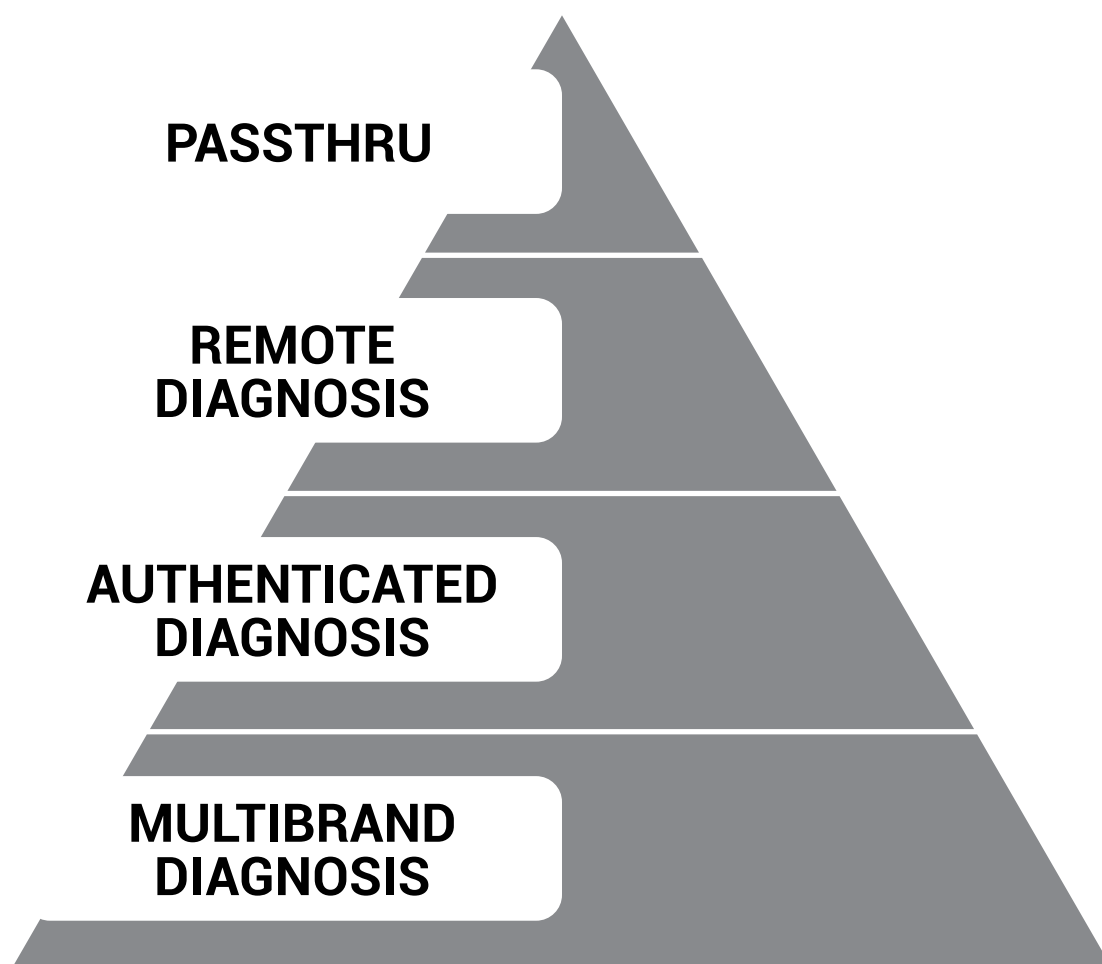 PASSTHRU
REMOTE
DIAGNOSIS
AUTHENTICATED
DIAGNOSIS
MULTIBRAND
DIAGNOSIS